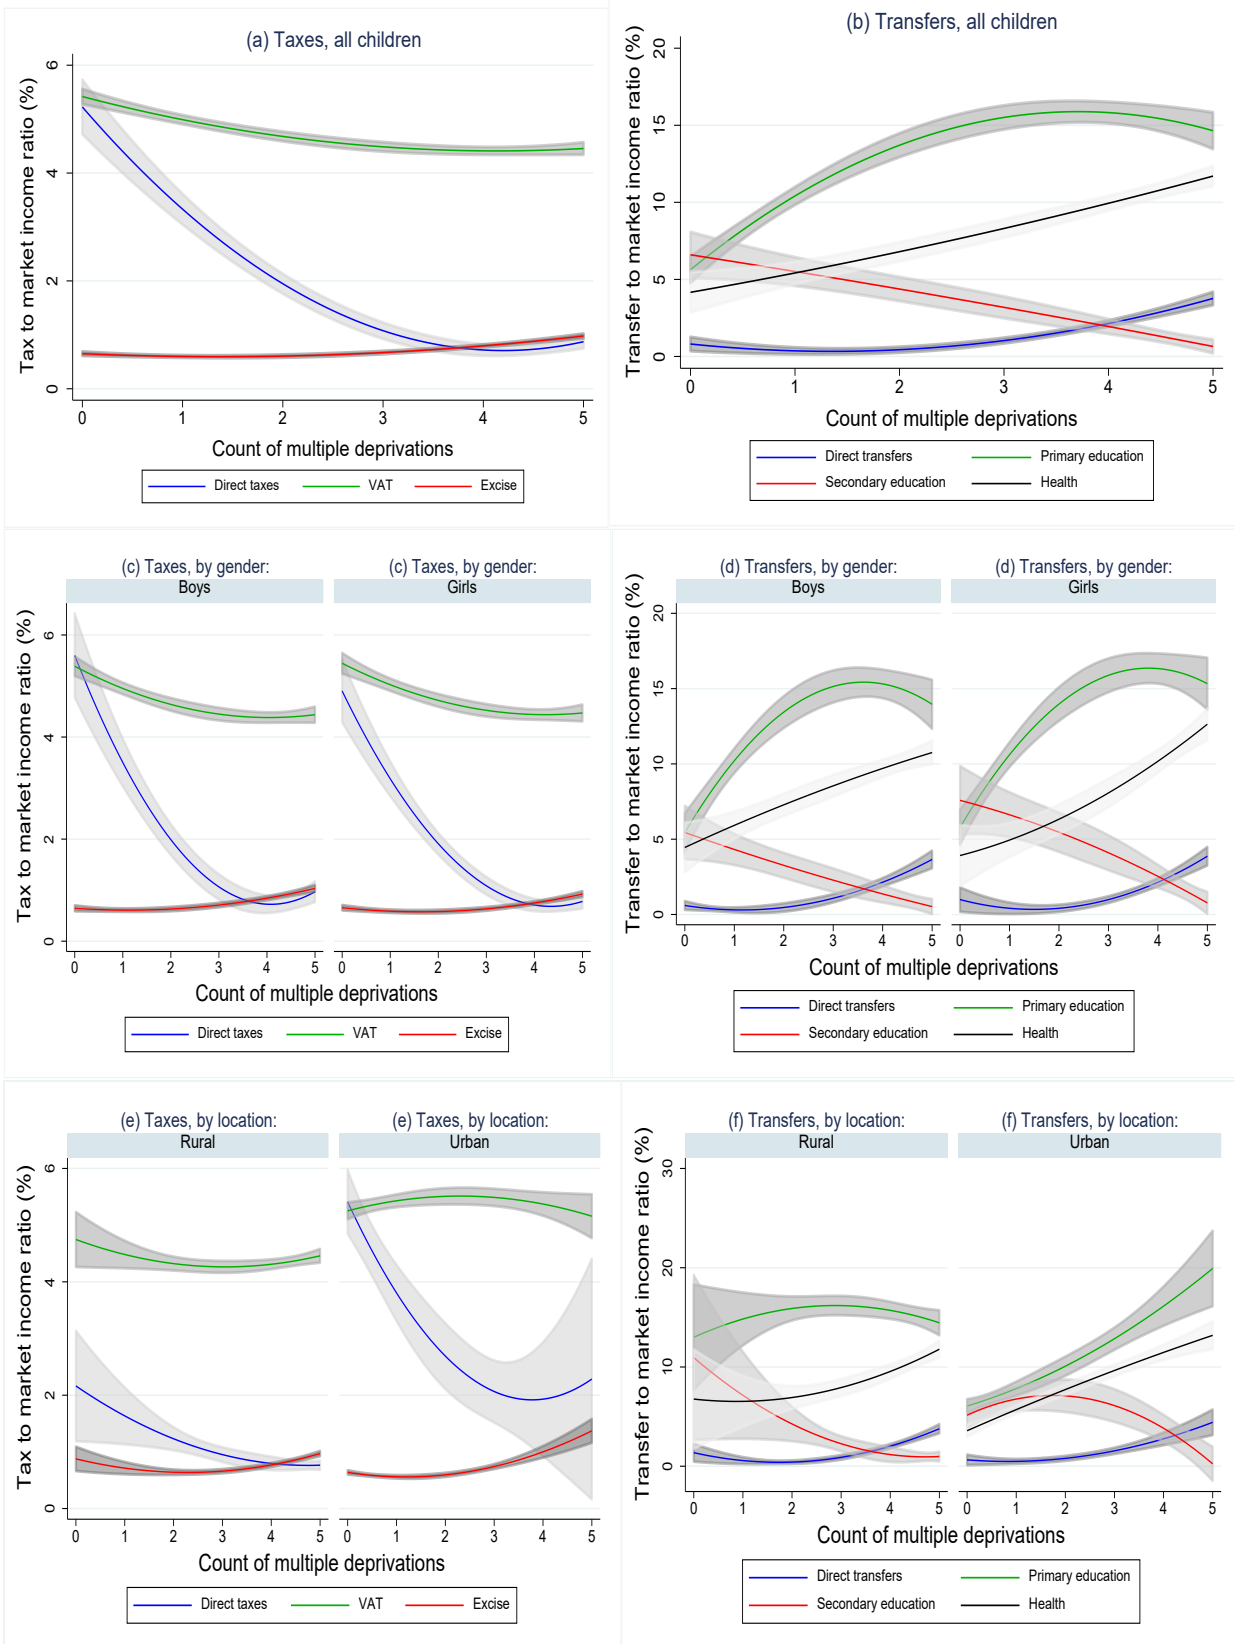 (a) Taxes, all children
Tax to market income ratio (%)
6
4
2
0
0 1 2 3 4 5
Count of multiple deprivations
Direct taxes VAT Excise
(b) Transfers, all children
Transfer to market income ratio (%)
20
15
10
5
0
0 1 2 3 4 5
Count of multiple deprivations
Direct transfers Primary education
Secondary education Health
(c) Taxes, by gender: (c) Taxes, by gender:
Boys Girls
Tax to market income ratio (%)
6
4
2
0
0 1 2 3 4 5 0 1 2 3 4 5
Count of multiple deprivations
Direct taxes VAT Excise
(d) Transfers, by gender: (d) Transfers, by gender:
Boys Girls
Transfer to market income ratio (%)
20
15
10
5
0
0 1 2 3 4 5 0 1 2 3 4 5
Count of multiple deprivations
Direct transfers Primary education
Secondary education Health
(e) Taxes, by location: (e) Taxes, by location:
Rural Urban
Tax to market income ratio (%)
6
4
2
0
0 1 2 3 4 5 0 1 2 3 4 5
Count of multiple deprivations
Direct taxes VAT Excise
(f) Transfers, by location: (f) Transfers, by location:
Rural Urban
Transfer to market income ratio (%)
30
20
10
0
0 1 2 3 4 5 0 1 2 3 4 5
Count of multiple deprivations
Direct transfers Primary education
Secondary education Health